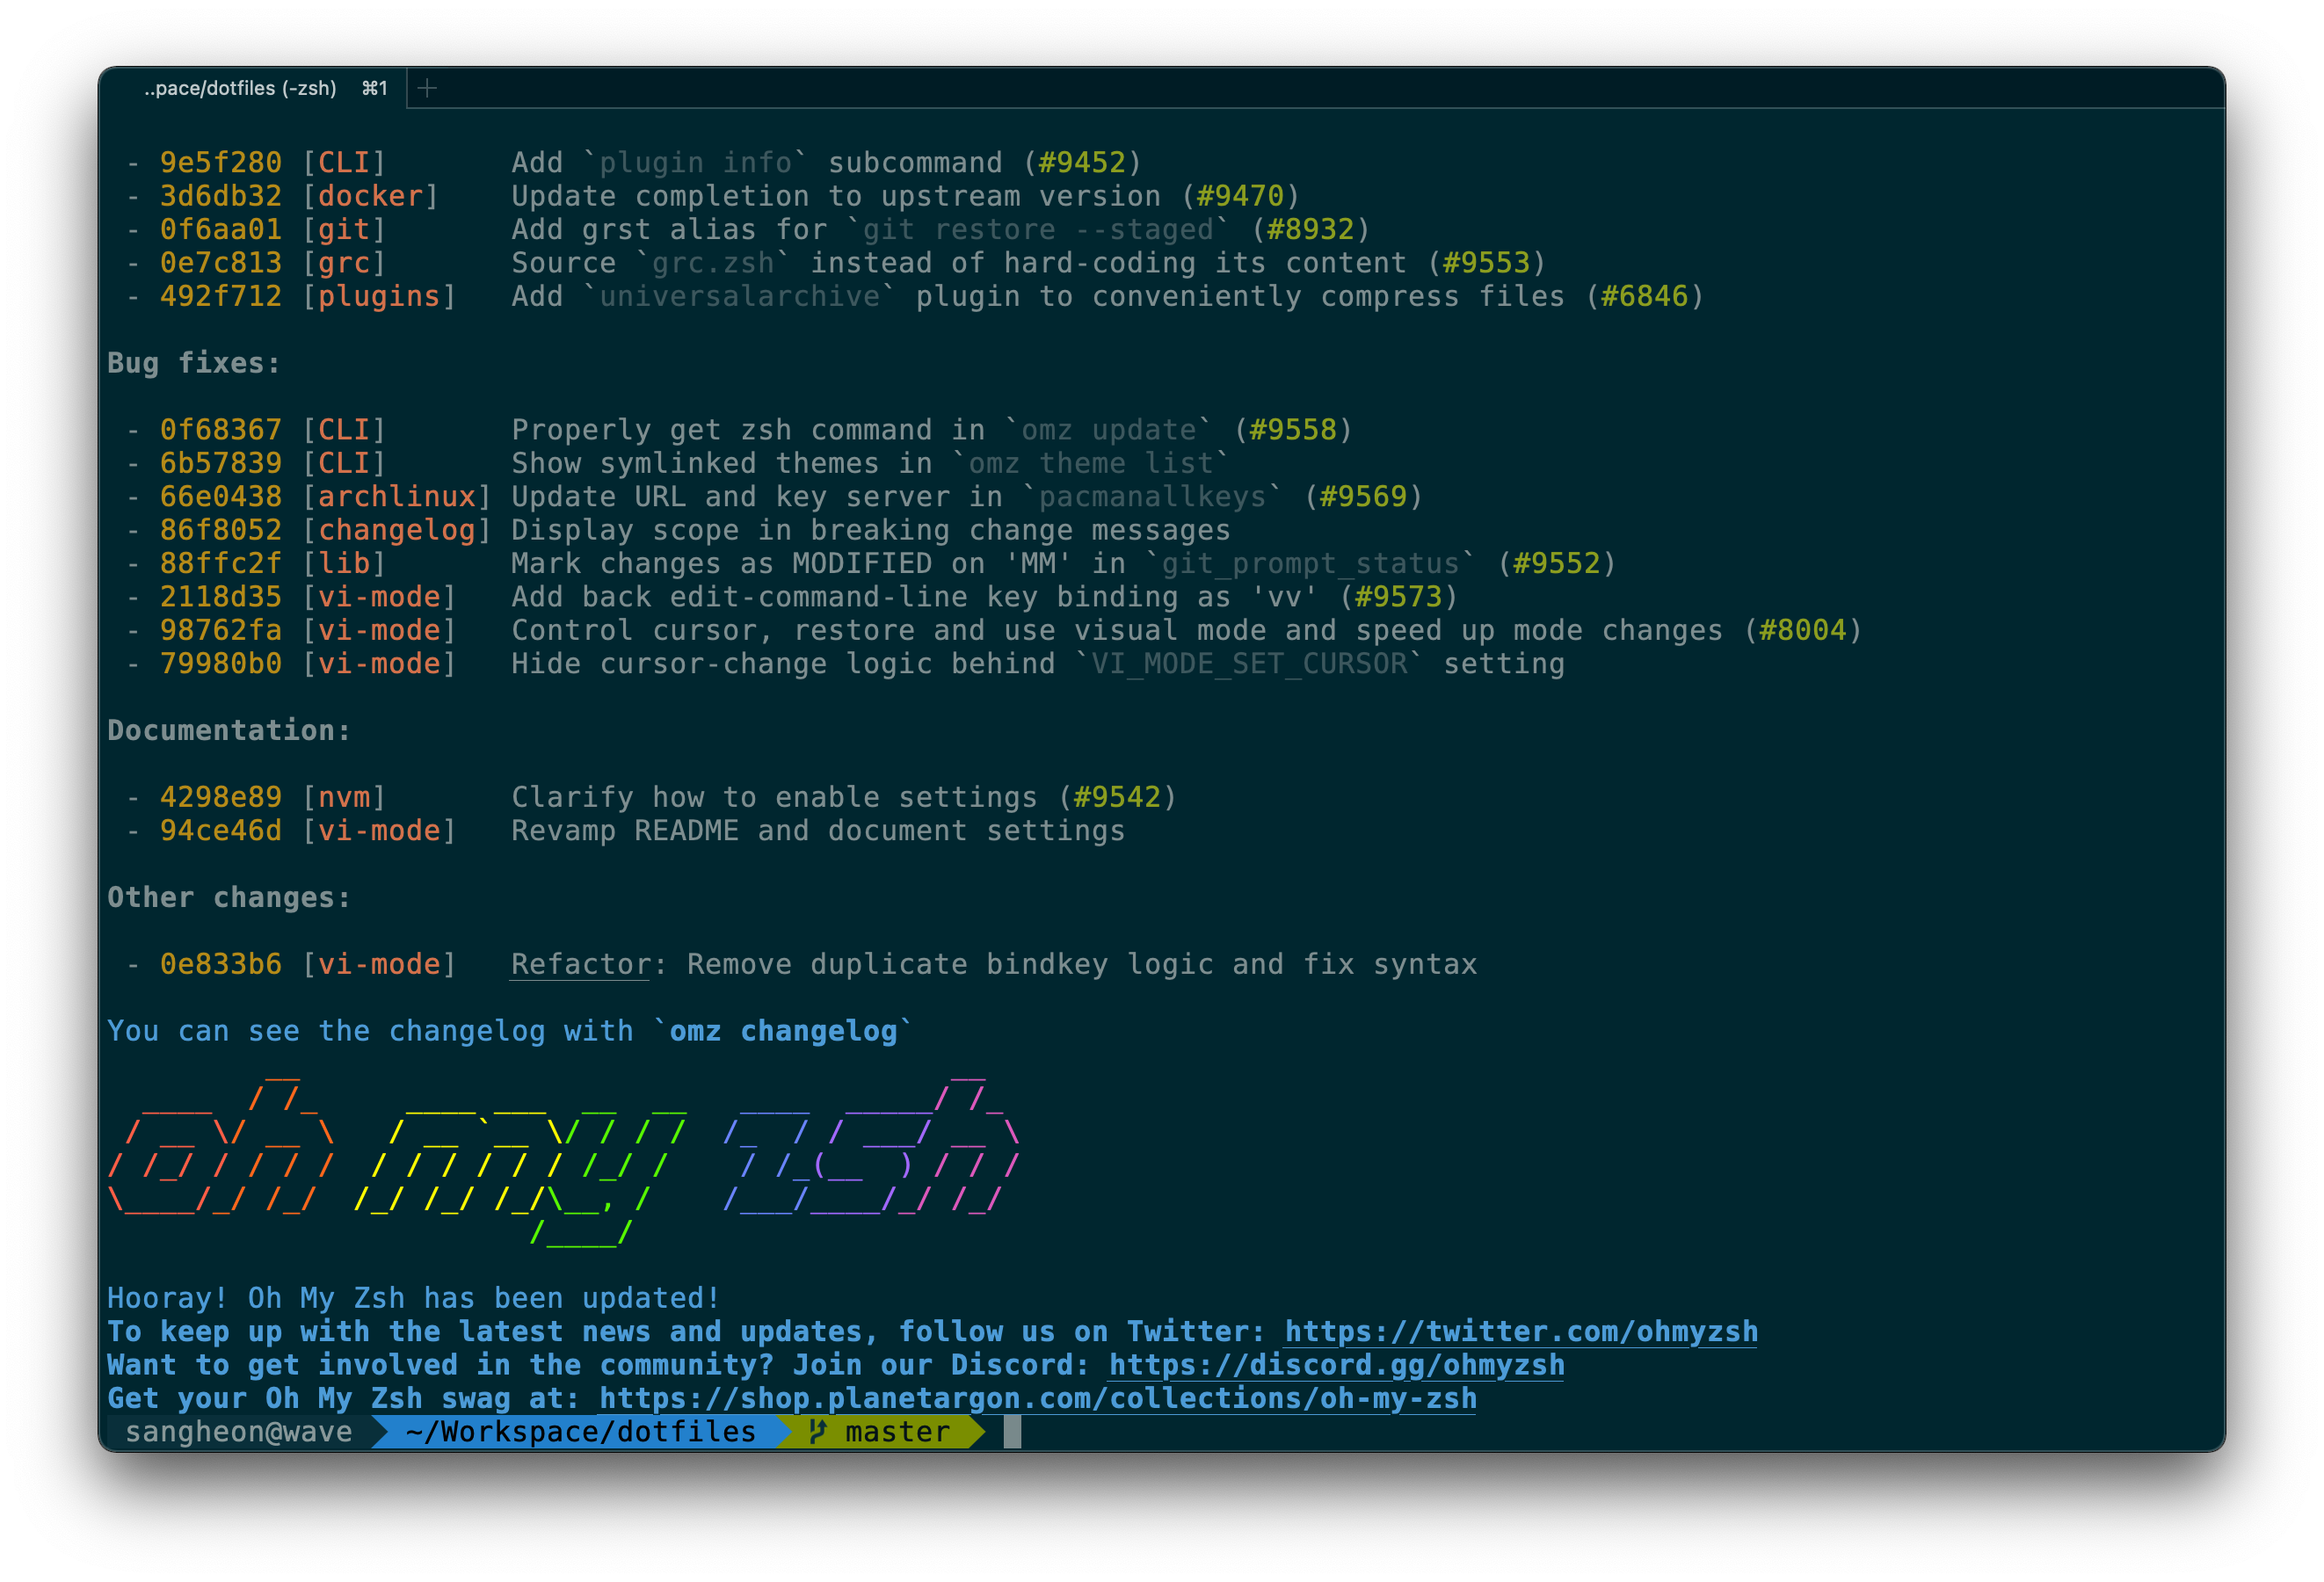 ..pace/dotfiles (-zsh) ⌘1 +
- 9e5f280 [CLI]       Add `plugin info` subcommand (#9452)
- 3d6db32 [docker]    Update completion to upstream version (#9470)
- 0f6aa01 [git]       Add grst alias for `git restore --staged` (#8932)
- 0e7c813 [grc]       Source `grc.zsh` instead of hard-coding its content (#9553)
- 492f712 [plugins]   Add `universalarchive` plugin to conveniently compress files (#6846)
Bug fixes:
- 0f68367 [CLI]       Properly get zsh command in `omz update` (#9558)
- 6b57839 [CLI]       Show symlinked themes in `omz theme list`
- 66e0438 [archlinux] Update URL and key server in `pacmanallkeys` (#9569)
- 86f8052 [changelog] Display scope in breaking change messages
- 88ffc2f [lib]       Mark changes as MODIFIED on 'MM' in `git_prompt_status` (#9552)
- 2118d35 [vi-mode]   Add back edit-command-line key binding as 'vv' (#9573)
- 98762fa [vi-mode]   Control cursor, restore and use visual mode and speed up mode changes (#8004)
- 79980b0 [vi-mode]   Hide cursor-change logic behind `VI_MODE_SET_CURSOR` setting
Documentation:
- 4298e89 [nvm]       Clarify how to enable settings (#9542)
- 94ce46d [vi-mode]   Revamp README and document settings
Other changes:
- 0e833b6 [vi-mode]   Refactor: Remove duplicate bindkey logic and fix syntax
You can see the changelog with `omz changelog`
oh my zsh
Hooray! Oh My Zsh has been updated!
To keep up with the latest news and updates, follow us on Twitter: https://twitter.com/ohmyzsh
Want to get involved in the community? Join our Discord: https://discord.gg/ohmyzsh
Get your Oh My Zsh swag at: https://shop.planetargon.com/collections/oh-my-zsh
sangheon@wave ~/Workspace/dotfiles master